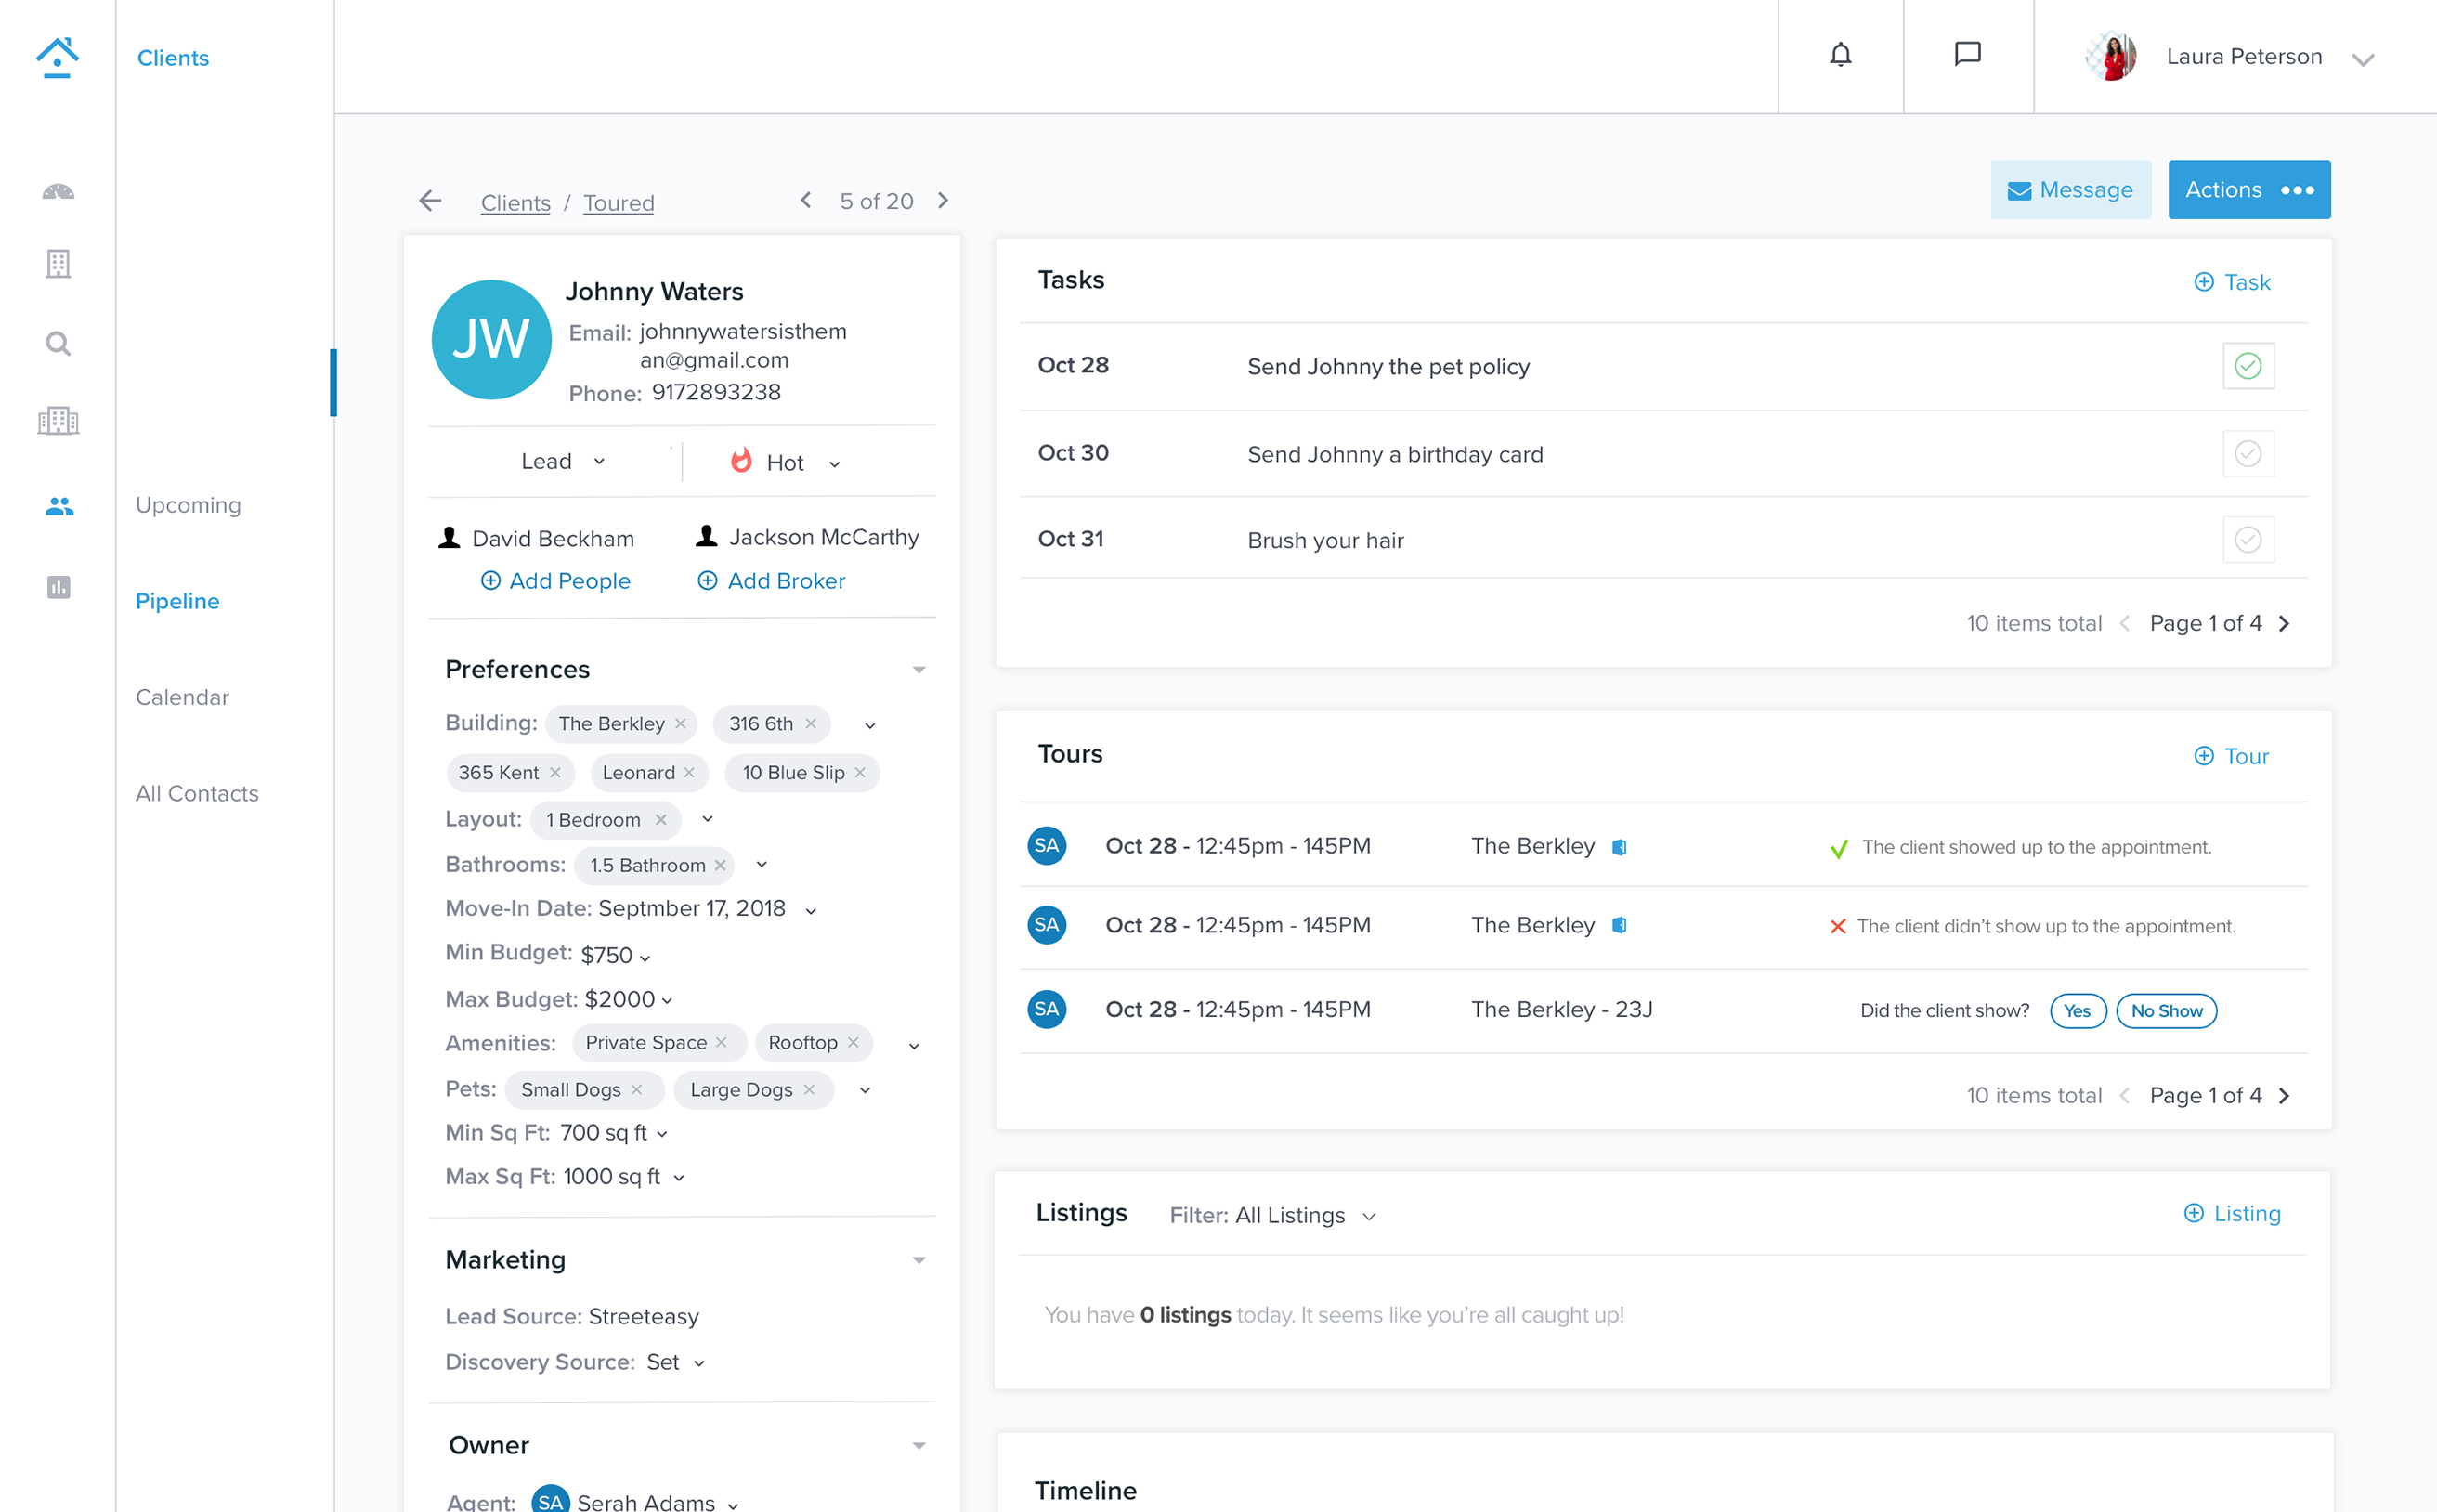 Clients
Laura Peterson
Upcoming
Pipeline
Calendar
All Contacts
Clients / Toured
5 of 20
Message
Actions
JW
Johnny Waters
Email: johnnywatersisthem
an@gmail.com
Phone: 9172893238
Lead
Hot
David Beckham
Jackson McCarthy
Add People
Add Broker
Preferences
Building: The Berkley 316 6th
365 Kent Leonard 10 Blue Slip
Layout: 1 Bedroom
Bathrooms: 1.5 Bathroom
Move-In Date: Septmber 17, 2018
Min Budget: $750
Max Budget: $2000
Amenities: Private Space Rooftop
Pets: Small Dogs Large Dogs
Min Sq Ft: 700 sq ft
Max Sq Ft: 1000 sq ft
Marketing
Lead Source: Streeteasy
Discovery Source: Set
Owner
Agent: SA Serah Adams
Tasks
Task
Oct 28 Send Johnny the pet policy
Oct 30 Send Johnny a birthday card
Oct 31 Brush your hair
10 items total Page 1 of 4
Tours
Tour
SA Oct 28 - 12:45pm - 145PM The Berkley The client showed up to the appointment.
SA Oct 28 - 12:45pm - 145PM The Berkley The client didn't show up to the appointment.
SA Oct 28 - 12:45pm - 145PM The Berkley - 23J Did the client show? Yes No Show
10 items total Page 1 of 4
Listings Filter: All Listings
Listing
You have 0 listings today. It seems like you're all caught up!
Timeline